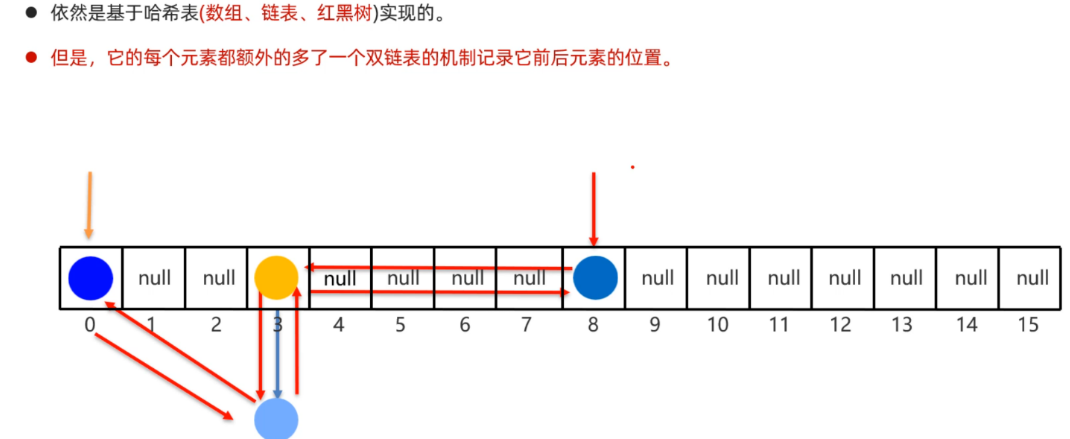 依然是基于哈希表(数组、链表、红黑树)实现的。
但是，它的每个元素都额外的多了一个双链表的机制记录它前后元素的位置。
null null null null null null null null null null null null null
0 1 2 3 4 5 6 7 8 9 10 11 12 13 14 15